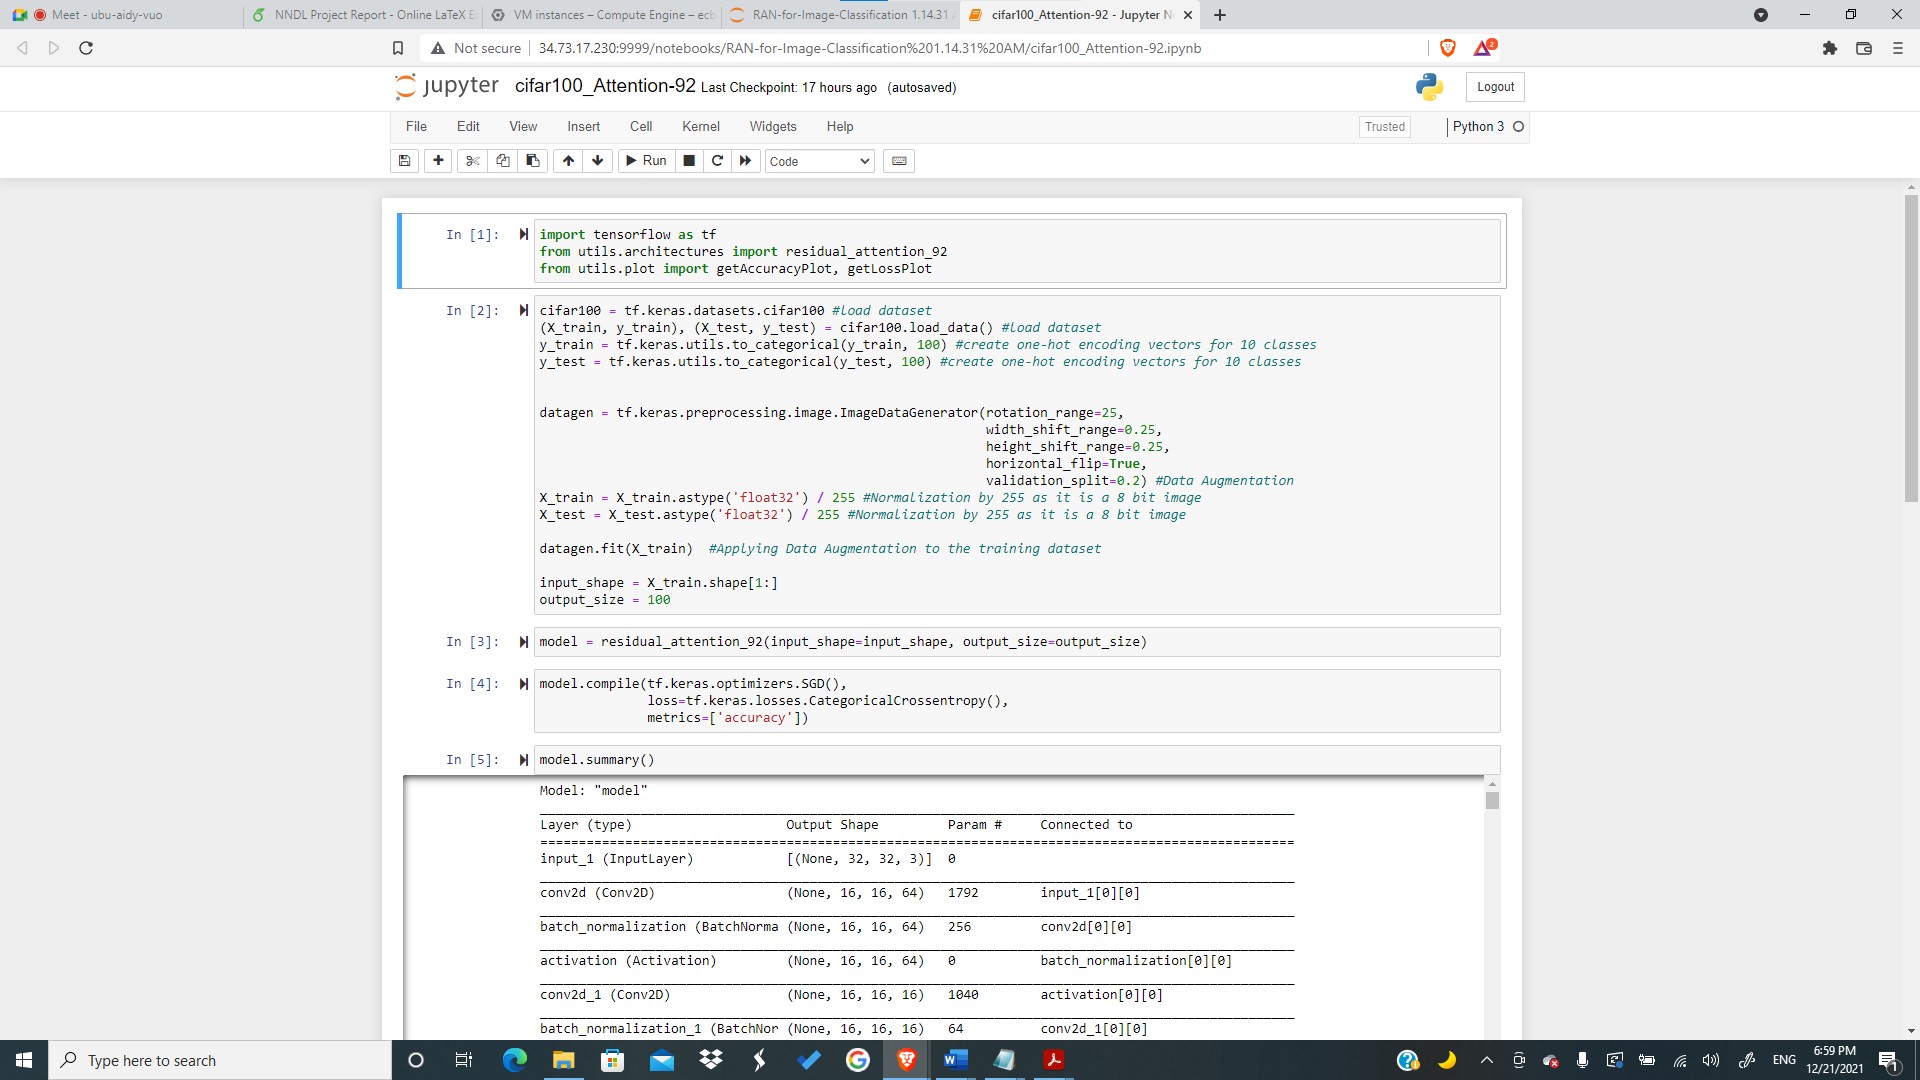 Meet - ubu-aidy-vuo
NNDL Project Report - Online LaTeX E
VM instances – Compute Engine – ecb
RAN-for-Image-Classification 1.14.31
cifar100_Attention-92 - Jupyter N
Not secure
34.73.17.230:9999/notebooks/RAN-for-Image-Classification%201.14.31%20AM/cifar100_Attention-92.ipynb
2
jupyter cifar100_Attention-92 Last Checkpoint: 17 hours ago (autosaved)
Logout
File Edit View Insert Cell Kernel Widgets Help
Trusted
Python 3
Run
Code
In [1]:
import tensorflow as tf
from utils.architectures import residual_attention_92
from utils.plot import getAccuracyPlot, getLossPlot
In [2]:
cifar100 = tf.keras.datasets.cifar100 #load dataset
(X_train, y_train), (X_test, y_test) = cifar100.load_data() #load dataset
y_train = tf.keras.utils.to_categorical(y_train, 100) #create one-hot encoding vectors for 10 classes
y_test = tf.keras.utils.to_categorical(y_test, 100) #create one-hot encoding vectors for 10 classes
datagen = tf.keras.preprocessing.image.ImageDataGenerator(rotation_range=25,
width_shift_range=0.25,
height_shift_range=0.25,
horizontal_flip=True,
validation_split=0.2) #Data Augmentation
X_train = X_train.astype('float32') / 255 #Normalization by 255 as it is a 8 bit image
X_test = X_test.astype('float32') / 255 #Normalization by 255 as it is a 8 bit image
datagen.fit(X_train)  #Applying Data Augmentation to the training dataset
input_shape = X_train.shape[1:]
output_size = 100
In [3]:
model = residual_attention_92(input_shape=input_shape, output_size=output_size)
In [4]:
model.compile(tf.keras.optimizers.SGD(),
loss=tf.keras.losses.CategoricalCrossentropy(),
metrics=['accuracy'])
In [5]:
model.summary()
Model: "model"
Layer (type) Output Shape Param # Connected to
input_1 (InputLayer) [(None, 32, 32, 3)] 0
conv2d (Conv2D) (None, 16, 16, 64) 1792 input_1[0][0]
batch_normalization (BatchNorma (None, 16, 16, 64) 256 conv2d[0][0]
activation (Activation) (None, 16, 16, 64) 0 batch_normalization[0][0]
conv2d_1 (Conv2D) (None, 16, 16, 16) 1040 activation[0][0]
batch_normalization_1 (BatchNor (None, 16, 16, 16) 64 conv2d_1[0][0]
Type here to search
ENG
6:59 PM
12/21/2021
1